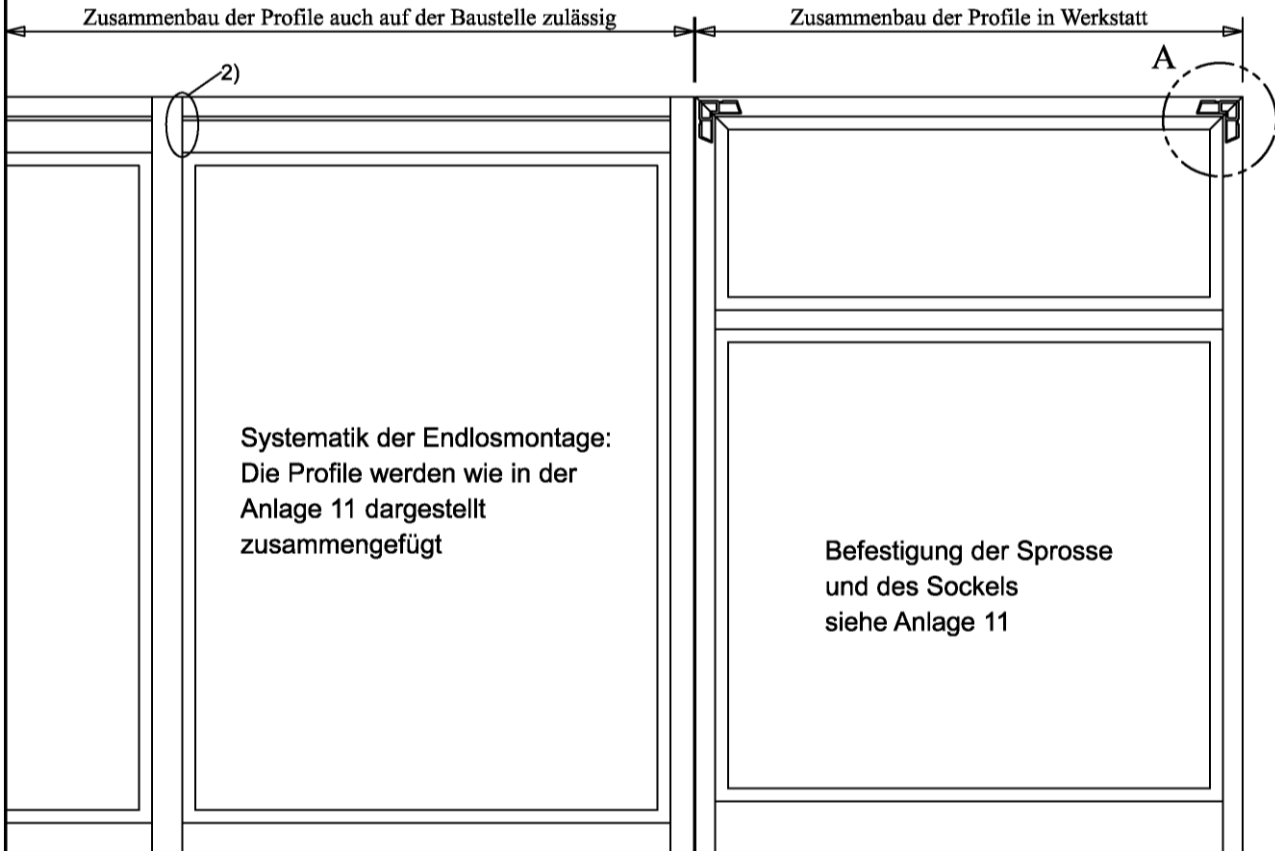 Zusammenbau der Profile auch auf der Baustelle zulässig
Zusammenbau der Profile in Werkstatt
A
2)
Systematik der Endlosmontage:
Die Profile werden wie in der
Anlage 11 dargestellt
zusammengefügt
Befestigung der Sprosse
und des Sockels
siehe Anlage 11